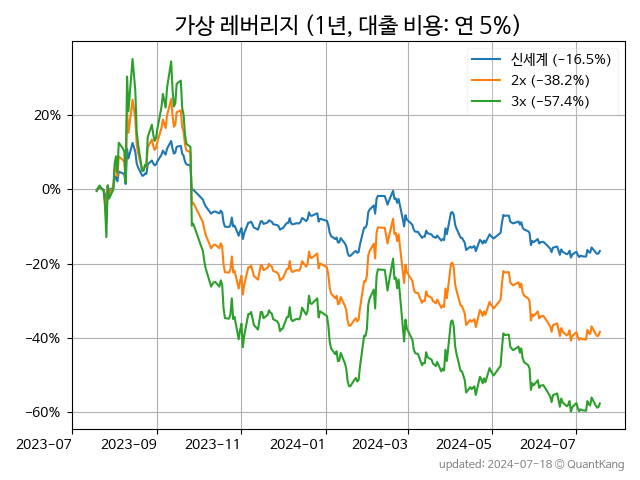 가상 레버리지 (1년, 대출 비용: 연 5%)
신세계 (−16.5%)
2x (−38.2%)
3x (−57.4%)
20%
0%
−20%
−40%
−60%
2023−07 2023−09 2023−11 2024−01 2024−03 2024−05 2024−07
updated: 2024−07−18 © QuantKang